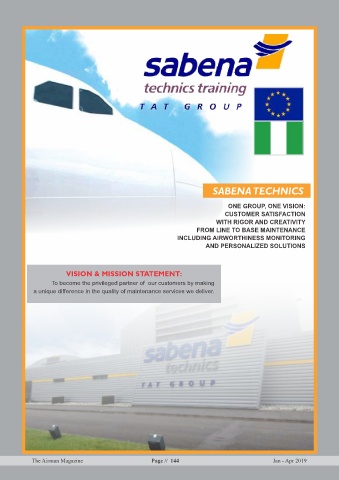 sabena
technics training
TAT GROUP
SABENA TECHNICS
ONE GROUP, ONE VISION:
CUSTOMER SATISFACTION
WITH RIGOR AND CREATIVITY
FROM LINE TO BASE MAINTENANCE
INCLUDING AIRWORTHINESS MONITORING
AND PERSONALIZED SOLUTIONS
VISION & MISSION STATEMENT:
To become the privileged partner of our customers by making
a unique difference in the quality of maintenance services we deliver.
sabena
technics
TAT GROUP
The Airman Magazine Page // 144 Jan - Apr 2019